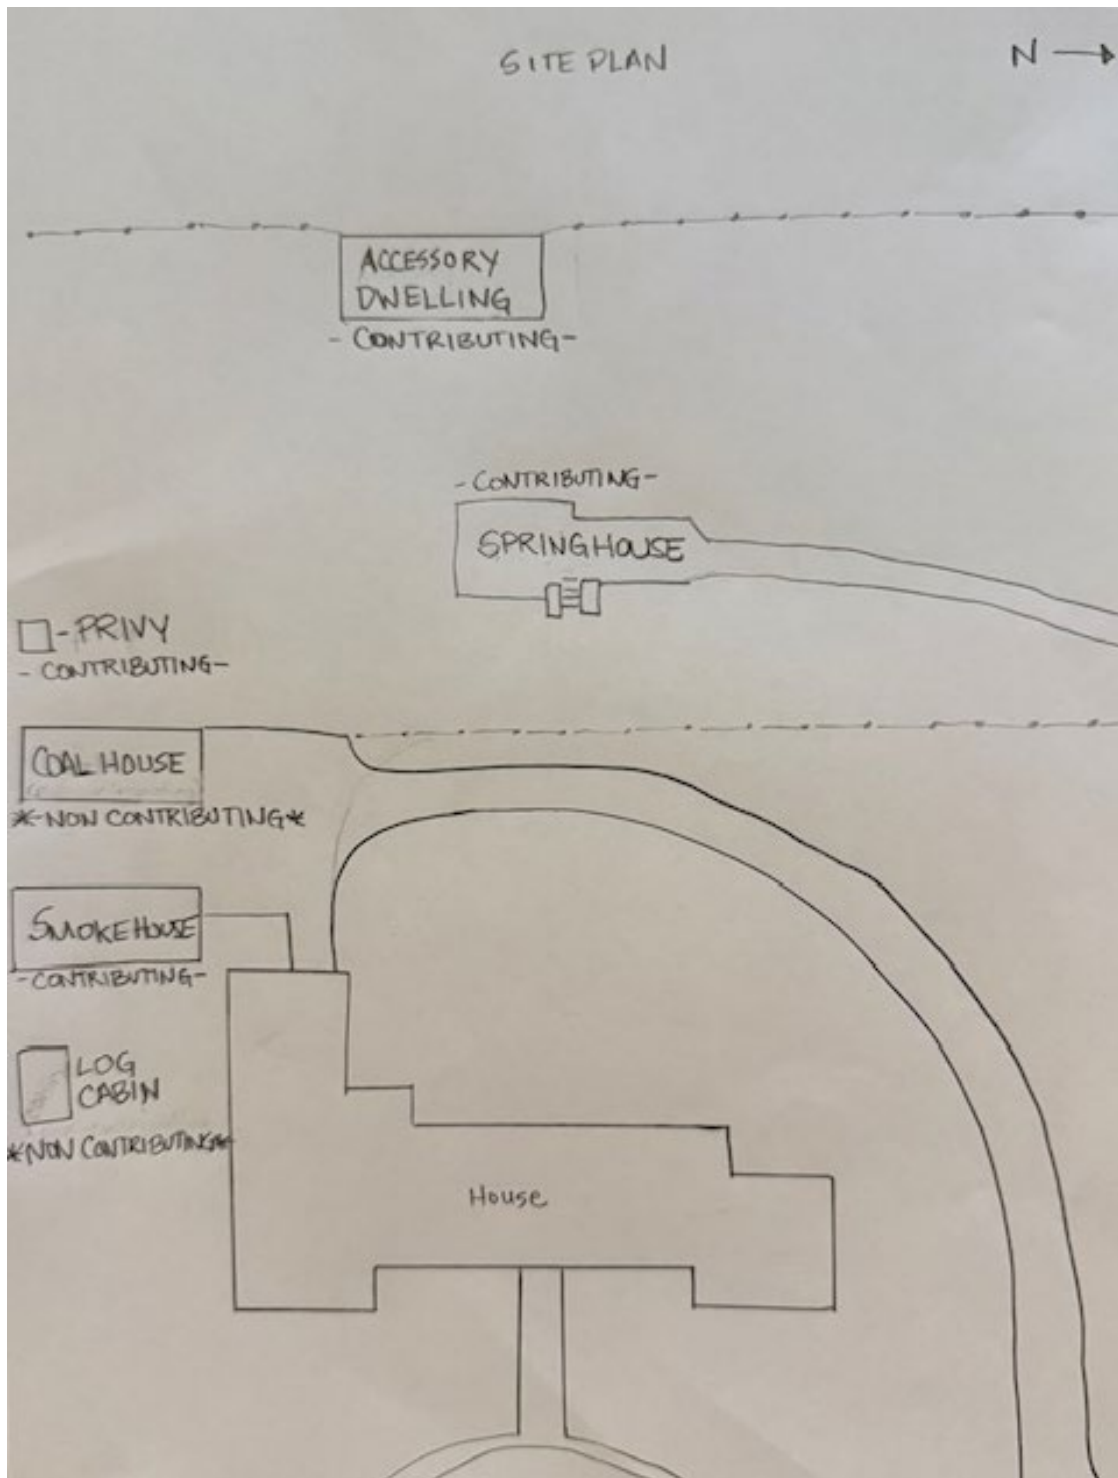 SITE PLAN
N
ACCESSORY
DWELLING
- CONTRIBUTING -
- CONTRIBUTING -
SPRINGHOUSE
- PRIVY
- CONTRIBUTING -
COAL HOUSE
*-NON CONTRIBUTING*
SMOKEHOUSE
- CONTRIBUTING -
LOG
CABIN
*NON CONTRIBUTING*
House